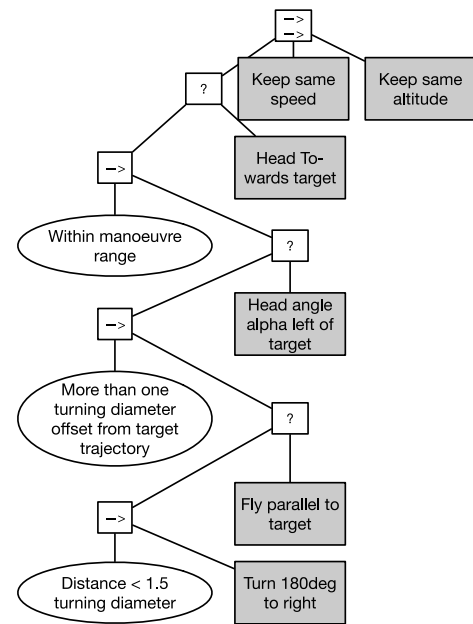 −>
−>
Keep same
speed
Keep same
altitude
?
Head To-
wards target
−>
Within manoeuvre
range
?
Head angle
alpha left of
target
−>
More than one
turning diameter
offset from target
trajectory
?
Fly parallel to
target
−>
Distance < 1.5
turning diameter
Turn 180deg
to right